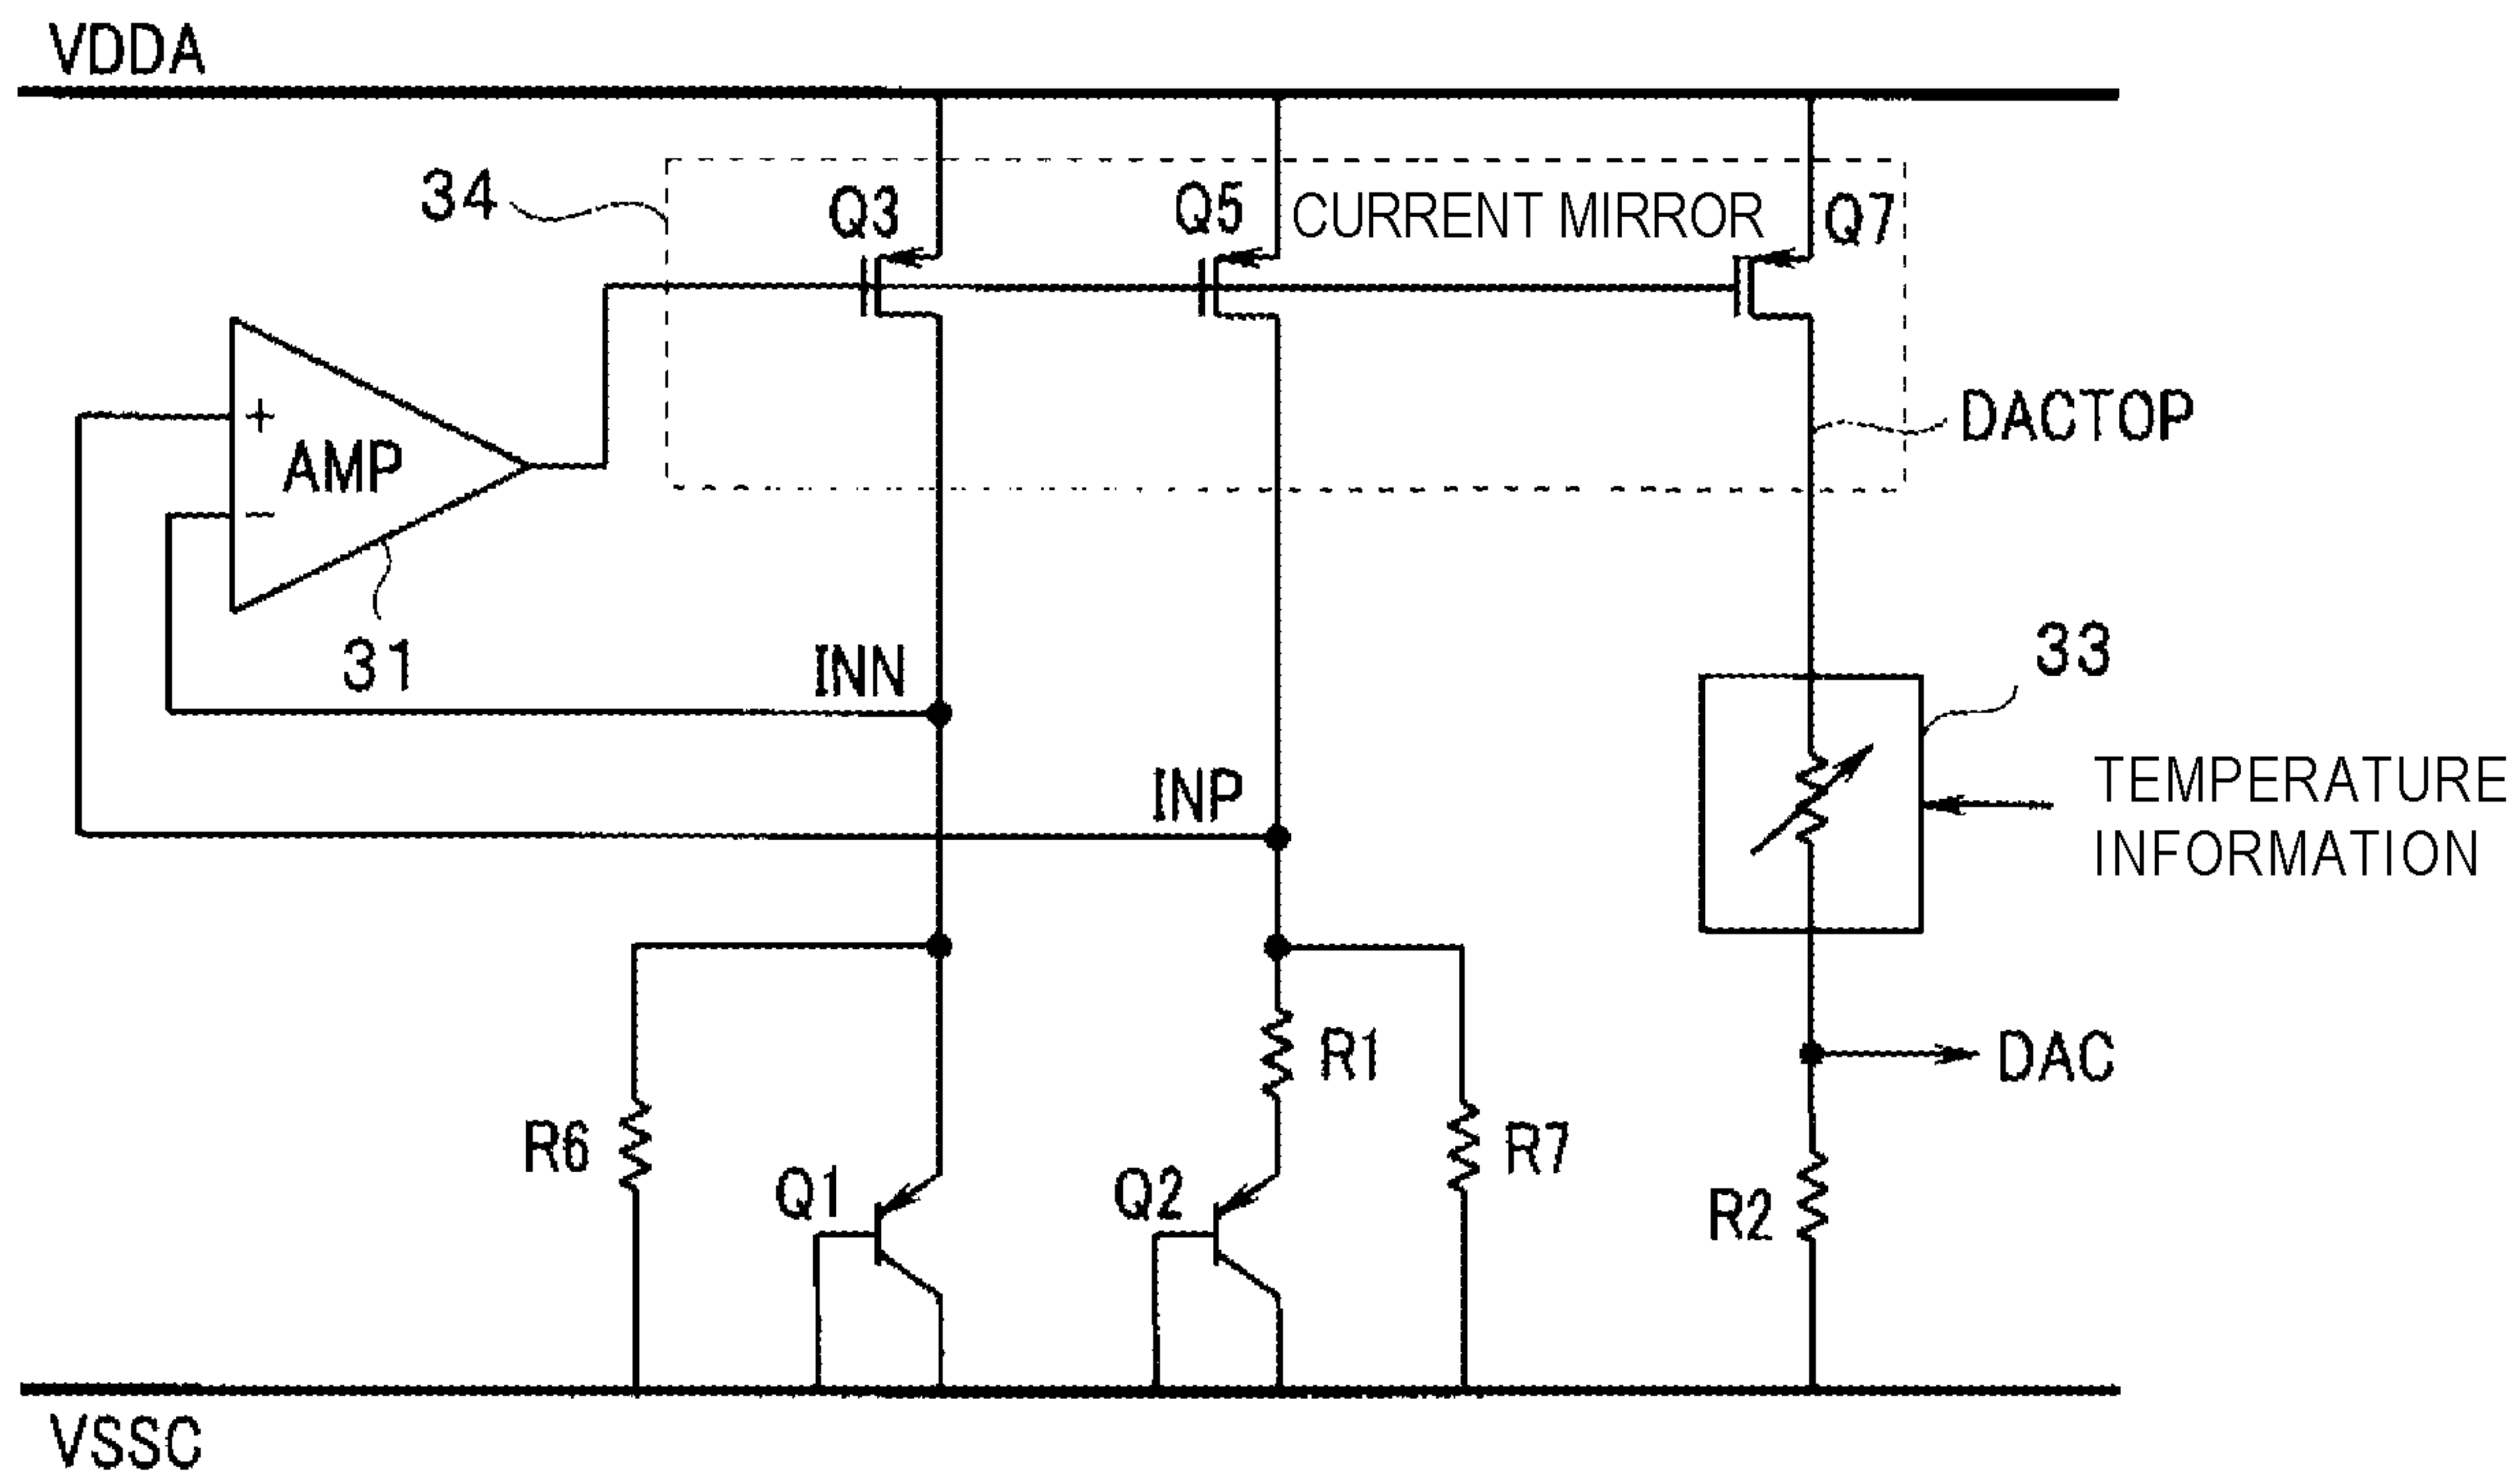 VDDA
34
Q3
Q5
CURRENT MIRROR
Q7
+
AMP
−
DACTOP
31
INN
33
INP
TEMPERATURE
INFORMATION
R1
DAC
R6
R7
Q1
Q2
R2
VSSC